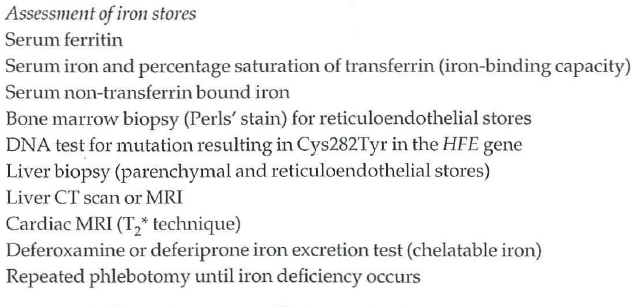 Assessment of iron stores
Serum ferritin
Serum iron and percentage saturation of transferrin (iron-binding capacity)
Serum non-transferrin bound iron
Bone marrow biopsy (Perls' stain) for reticuloendothelial stores
DNA test for mutation resulting in Cys282Tyr in the HFE gene
Liver biopsy (parenchymal and reticuloendothelial stores)
Liver CT scan or MRI
Cardiac MRI (T₂* technique)
Deferoxamine or deferiprone iron excretion test (chelatable iron)
Repeated phlebotomy until iron deficiency occurs